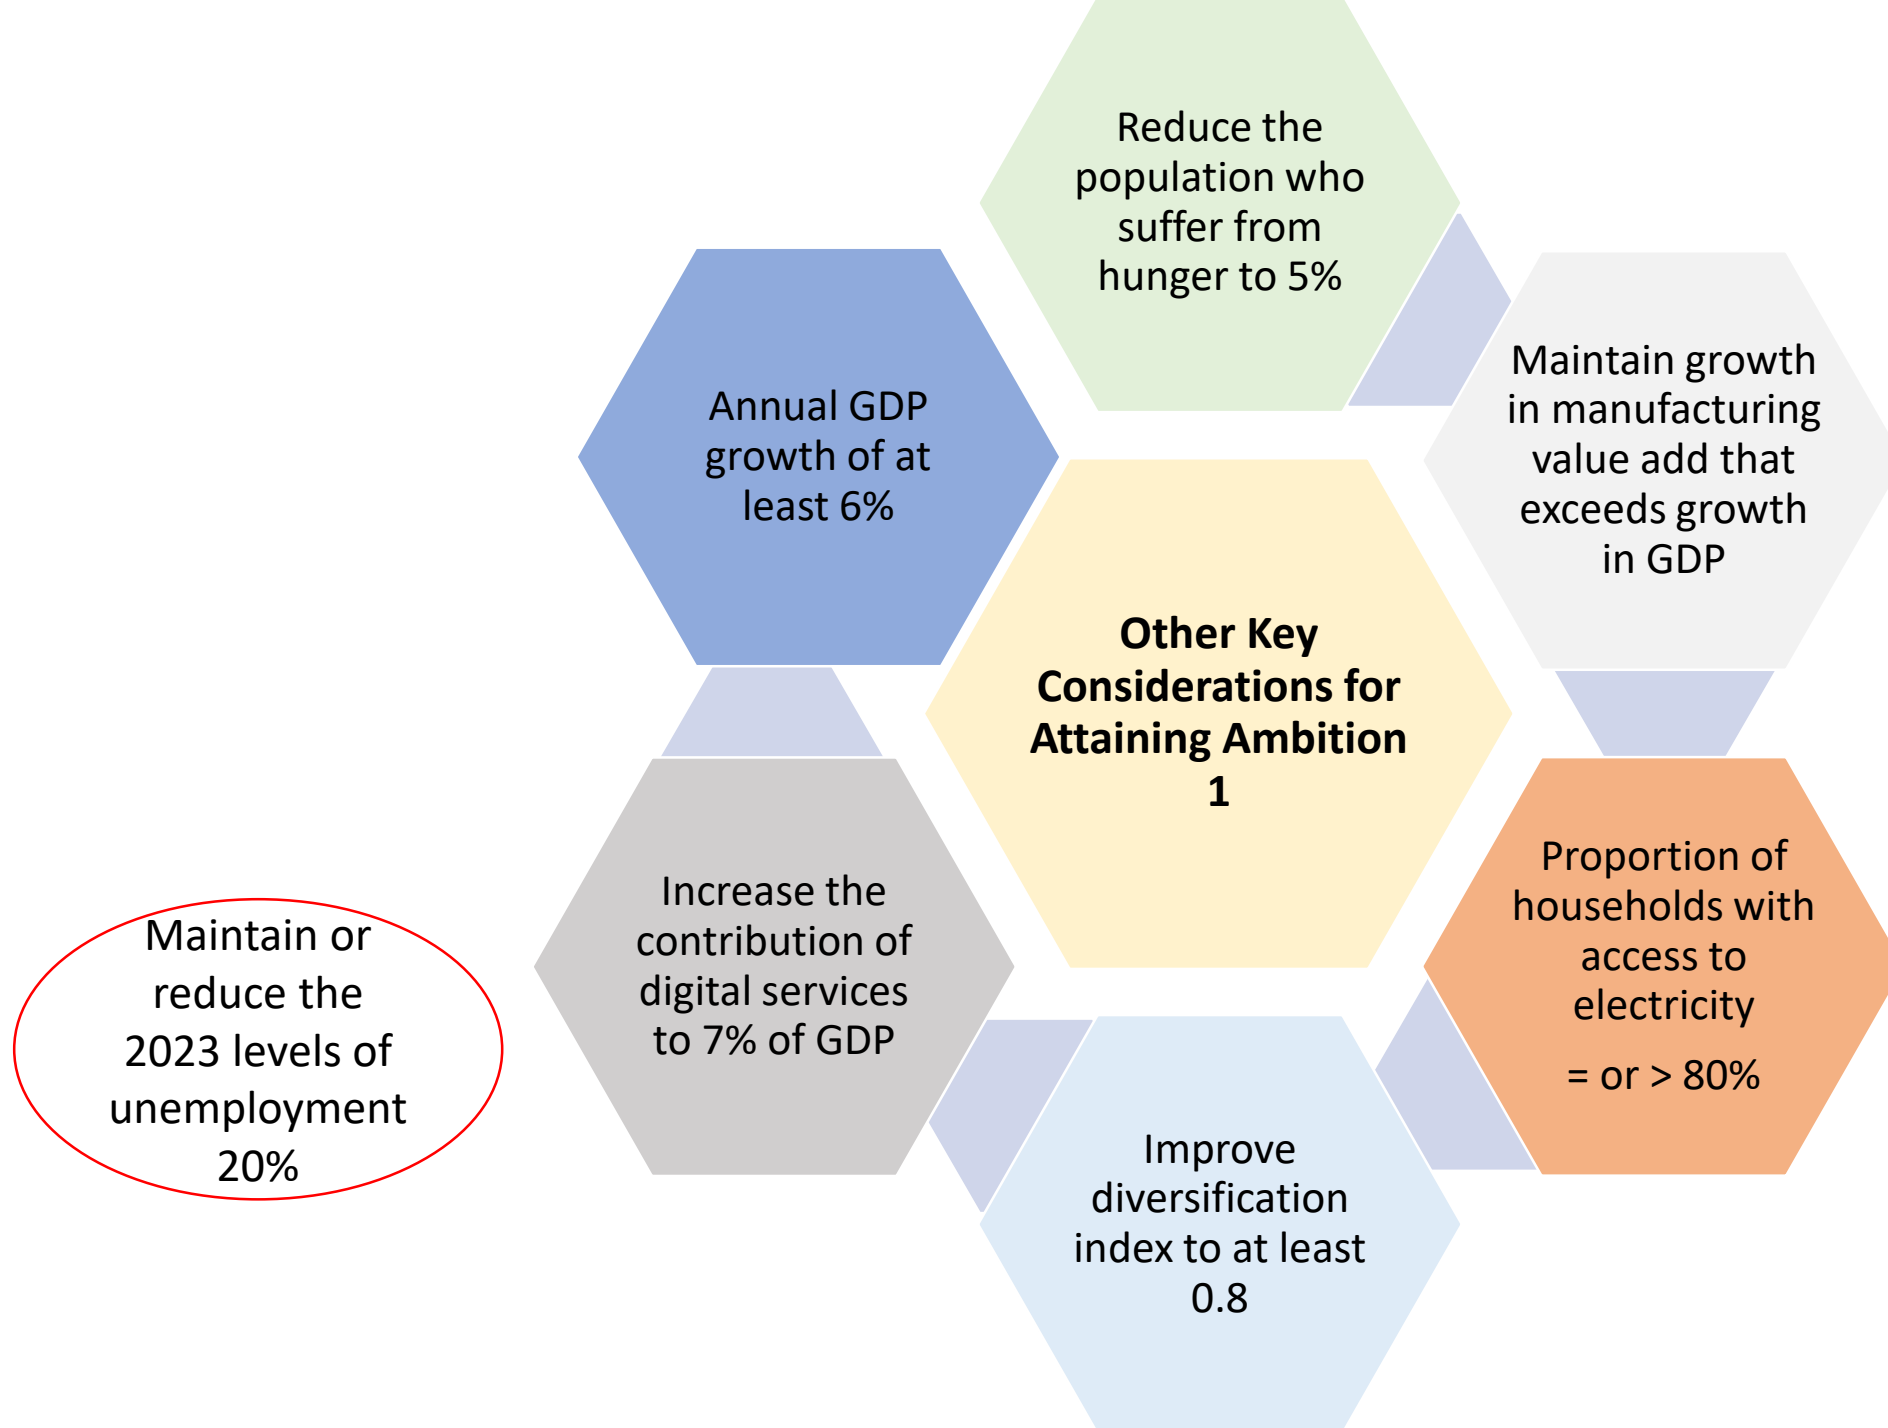 Reduce the
population who
suffer from
hunger to 5%
Maintain growth
in manufacturing
value add that
exceeds growth
in GDP
Annual GDP
growth of at
least 6%
Other Key
Considerations for
Attaining Ambition
1
Proportion of
households with
access to
electricity
= or > 80%
Increase the
contribution of
digital services
to 7% of GDP
Maintain or
reduce the
2023 levels of
unemployment
20%
Improve
diversification
index to at least
0.8